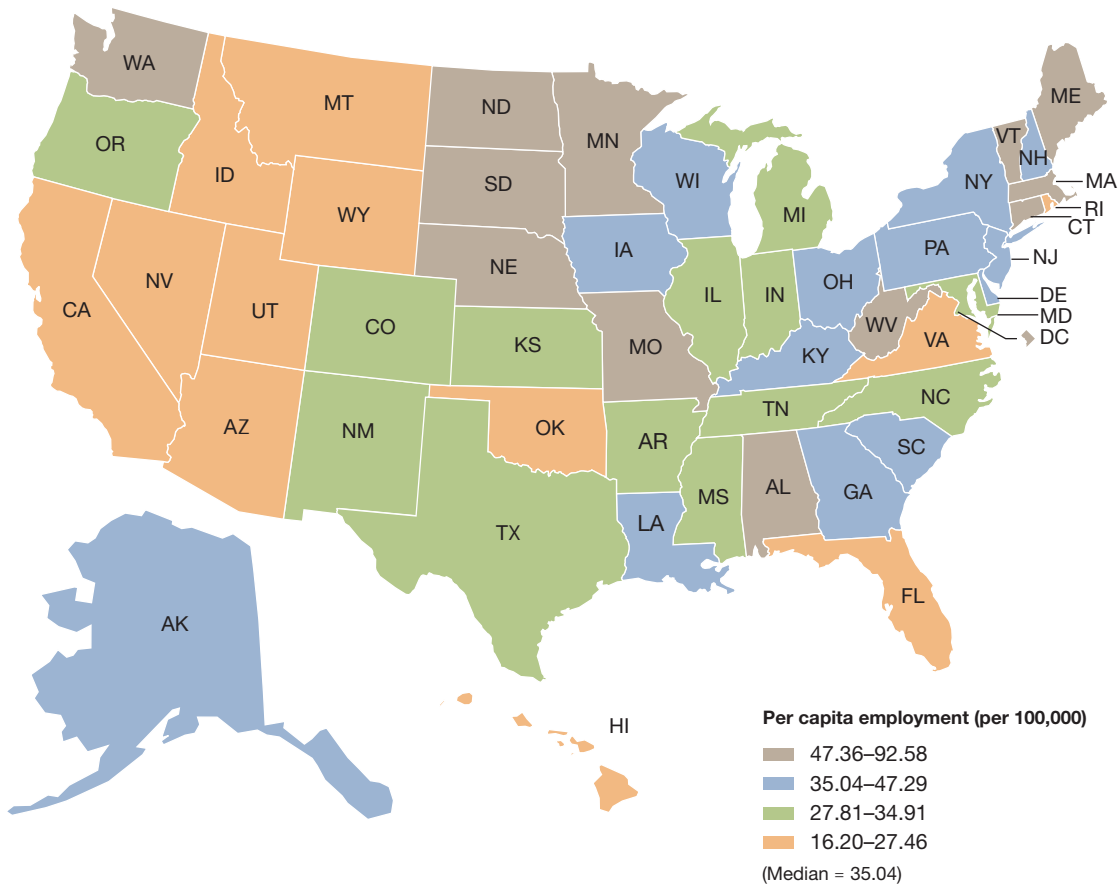 WA
MT
ND
MN
ME
VT
NH
OR
ID
SD
WI
NY
MA
WY
MI
RI
CT
NE
IA
PA
NJ
NV
UT
IL
IN
OH
DE
CA
CO
KS
MO
WV
MD
VA
DC
KY
AZ
NM
OK
AR
TN
NC
SC
MS
AL
GA
TX
LA
FL
AK
HI
Per capita employment (per 100,000)
47.36–92.58
35.04–47.29
27.81–34.91
16.20–27.46
(Median = 35.04)